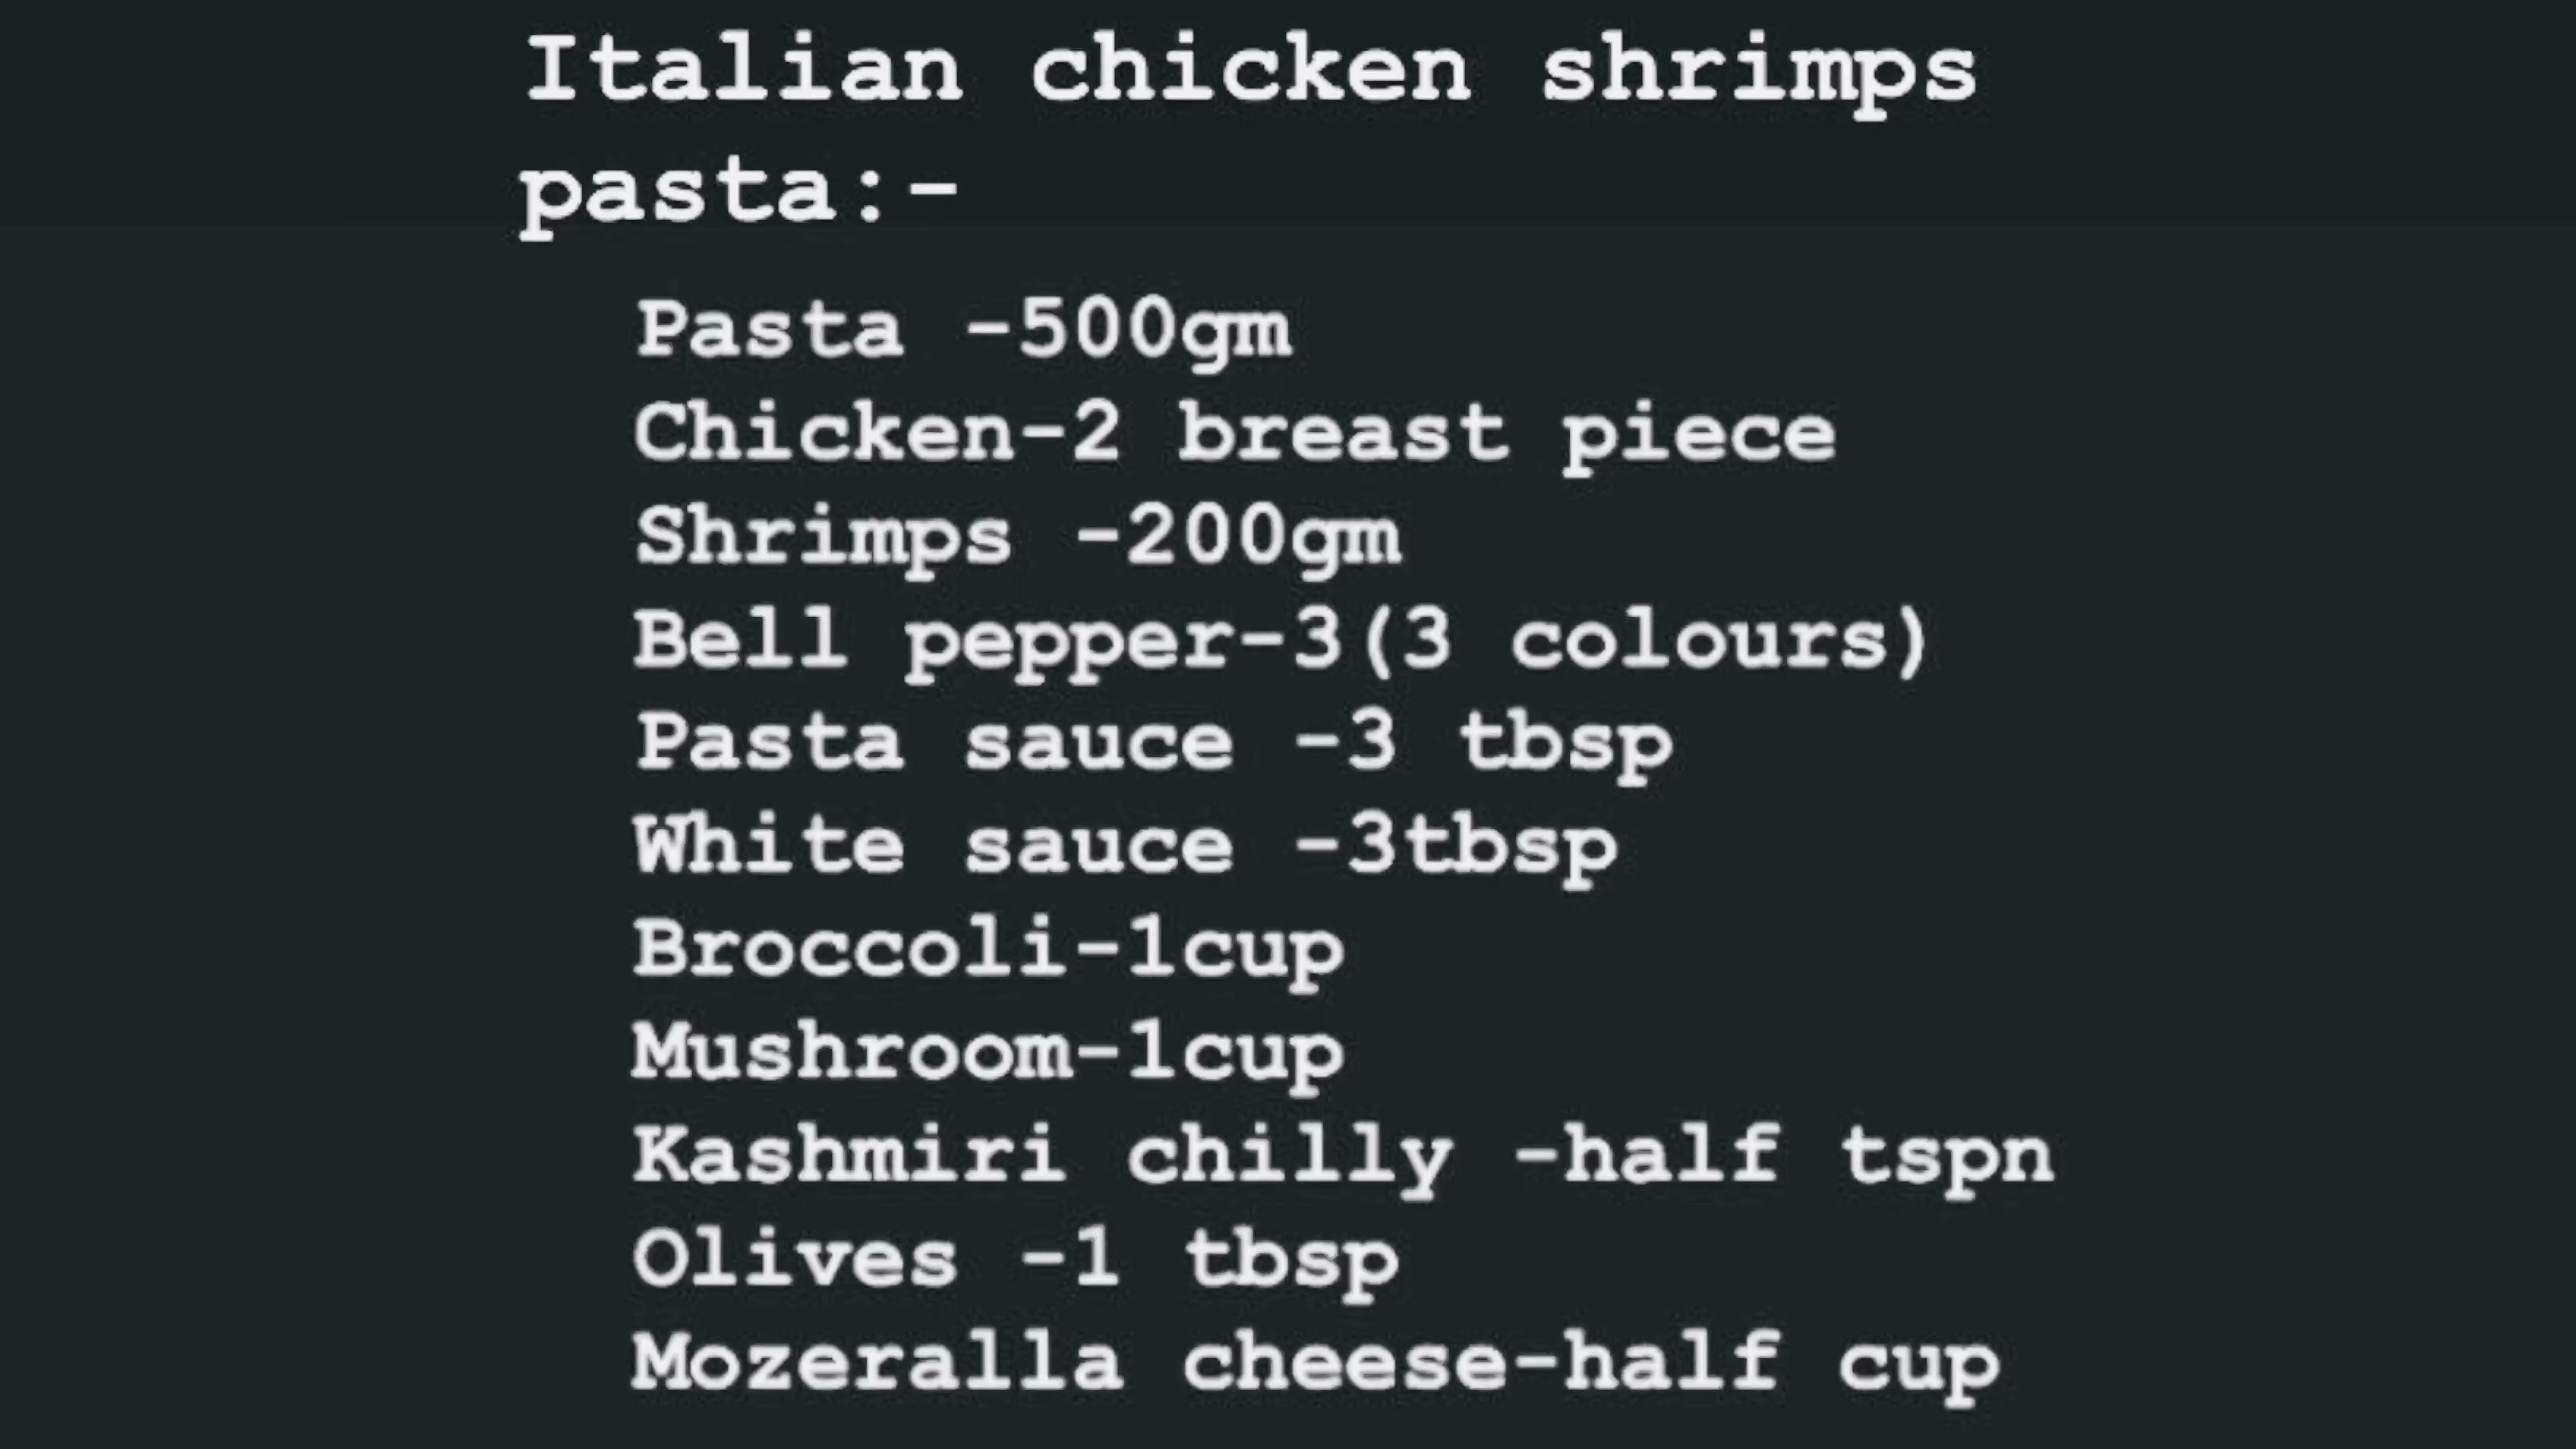 Italian chicken shrimps
pasta:-
Pasta -500gm
Chicken-2 breast piece
Shrimps -200gm
Bell pepper-3(3 colours)
Pasta sauce -3 tbsp
White sauce -3tbsp
Broccoli-1cup
Mushroom-1cup
Kashmiri chilly -half tspn
Olives -1 tbsp
Mozeralla cheese-half cup